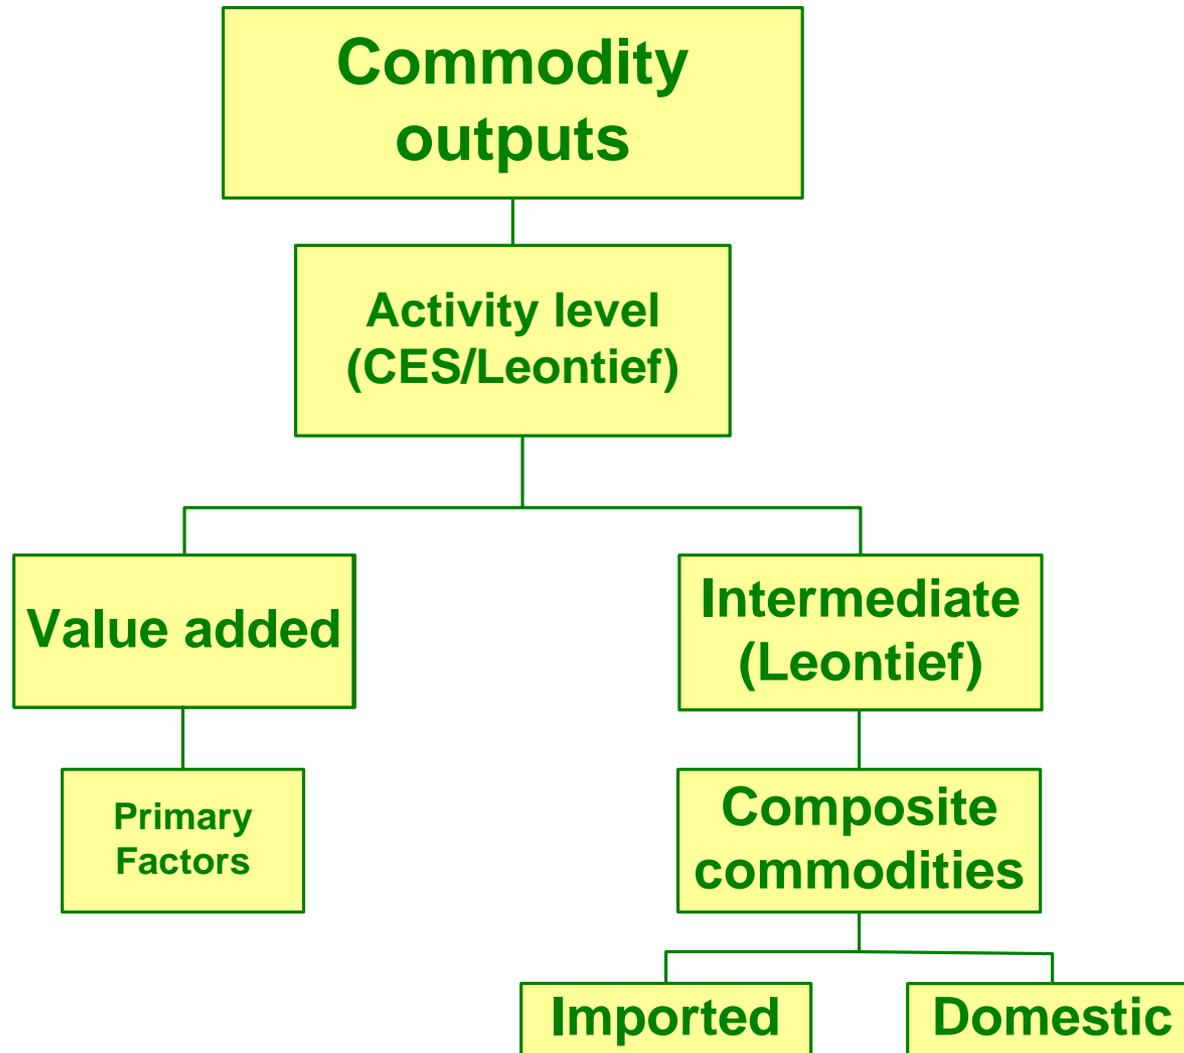 Commodity
outputs
Activity level
(CES/Leontief)
Value added
Intermediate
(Leontief)
Primary
Factors
Composite
commodities
Imported
Domestic